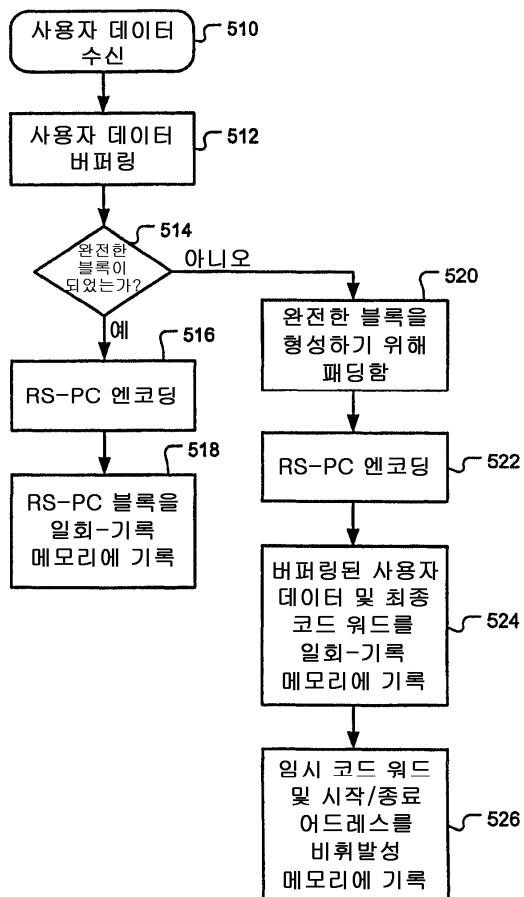 사용자 데이터
수신
510
사용자 데이터
버퍼링
512
514
완전한
블록이
되었는가?
아니오
예
516
RS-PC 엔코딩
518
RS-PC 블록을
일회-기록
메모리에 기록
520
완전한 블록을
형성하기 위해
패딩함
RS-PC 엔코딩
522
버퍼링된 사용자
데이터 및 최종
코드 워드를
일회-기록
메모리에 기록
524
임시 코드 워드
및 시작/종료
어드레스를
비휘발성
메모리에 기록
526